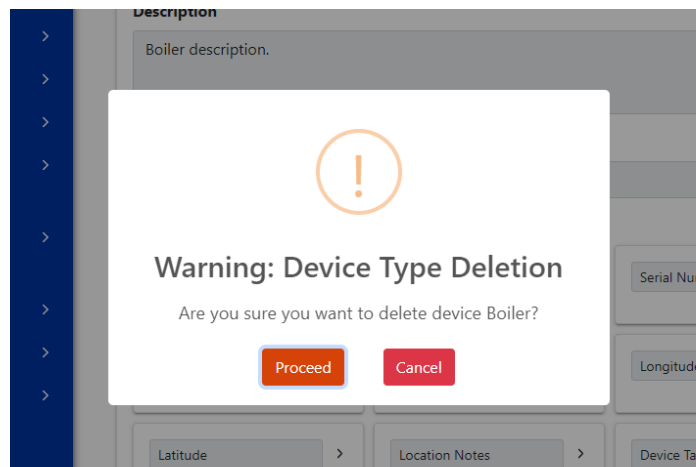 Description
Boiler description.
!
Warning: Device Type Deletion
Are you sure you want to delete device Boiler?
Proceed
Cancel
Serial Nu
Longitude
Latitude
Location Notes
Device Ta